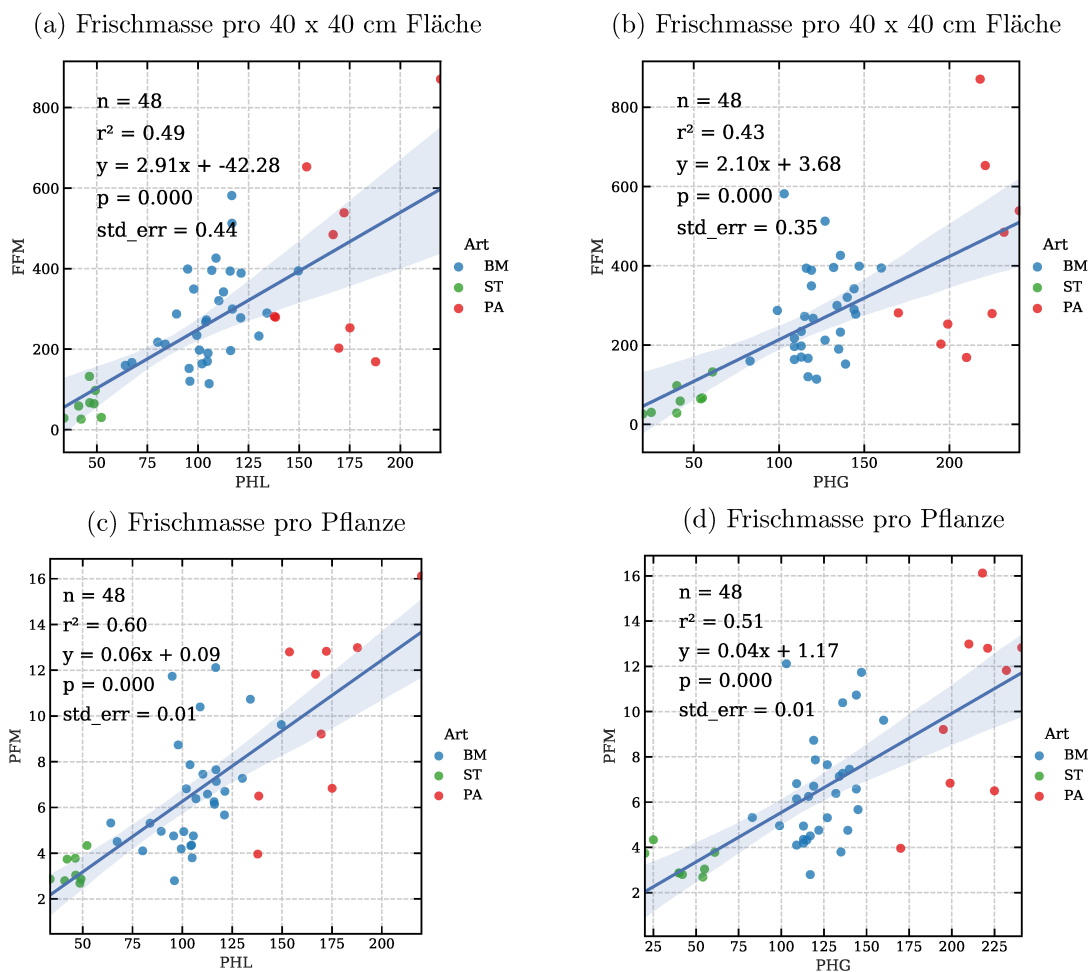 (a) Frischmasse pro 40 x 40 cm Fläche
n = 48
r² = 0.49
y = 2.91x + -42.28
p = 0.000
std_err = 0.44
FFM
800
600
400
200
0
50 75 100 125 150 175 200
PHL
Art
BM
ST
PA
(b) Frischmasse pro 40 x 40 cm Fläche
n = 48
r² = 0.43
y = 2.10x + 3.68
p = 0.000
std_err = 0.35
FFM
800
600
400
200
0
50 100 150 200
PHG
Art
BM
ST
PA
(c) Frischmasse pro Pflanze
n = 48
r² = 0.60
y = 0.06x + 0.09
p = 0.000
std_err = 0.01
PFM
16
14
12
10
8
6
4
2
50 75 100 125 150 175 200
PHL
Art
BM
ST
PA
(d) Frischmasse pro Pflanze
n = 48
r² = 0.51
y = 0.04x + 1.17
p = 0.000
std_err = 0.01
PFM
16
14
12
10
8
6
4
2
25 50 75 100 125 150 175 200 225
PHG
Art
BM
ST
PA